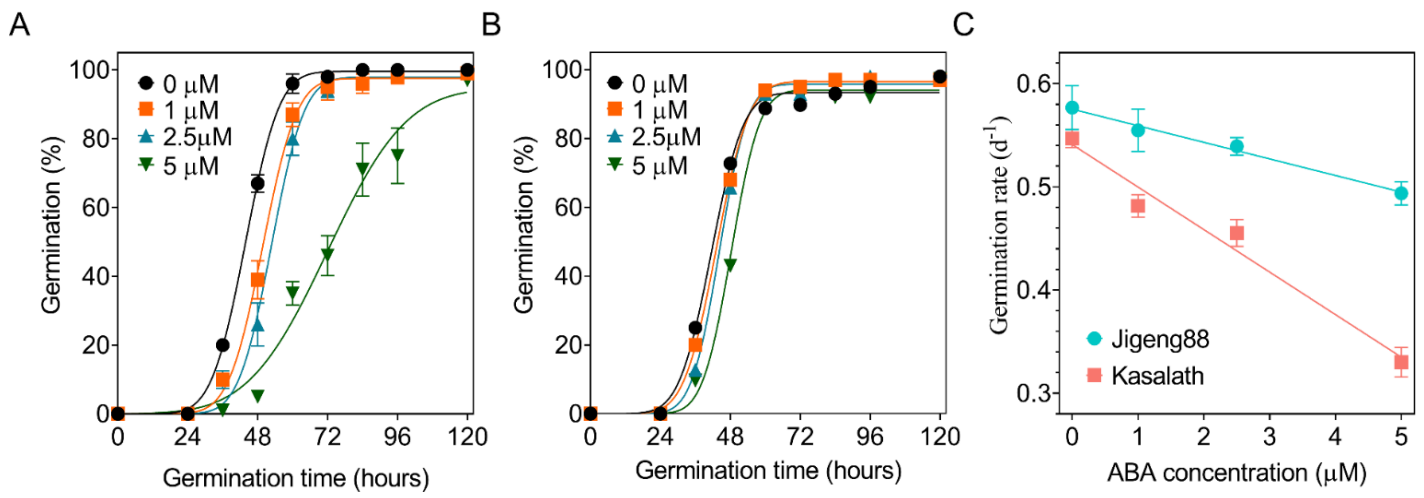 A
Germination (%)
100
80
60
40
20
0
0 μM
1 μM
2.5μM
5 μM
0 24 48 72 96 120
Germination time (hours)
B
Germination (%)
100
80
60
40
20
0
0 μM
1 μM
2.5μM
5 μM
0 24 48 72 96 120
Germination time (hours)
C
Germination rate (d-1)
0.6
0.5
0.4
0.3
Jigeng88
Kasalath
0 1 2 3 4 5
ABA concentration (μM)